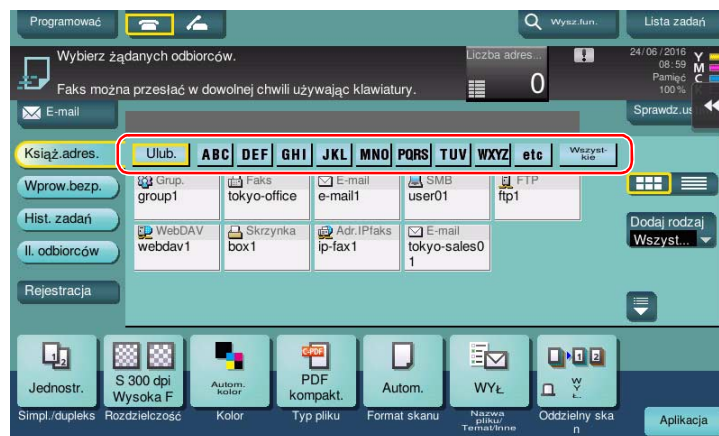 Programować
Wysz.fun.
Lista zadań
Wybierz żądanych odbiorców.
Faks można przesłać w dowolnej chwili używając klawiatury.
Liczba adres...
0
24/06/2016
08:59
Pamięć
100%
Y
M
C
E-mail
Sprawdz.us
Książ.adres.
Ulub.
ABC
DEF
GHI
JKL
MNO
PQRS
TUV
WXYZ
etc
Wszyst-
kie
Wprow.bezp.
Grup.
group1
Faks
tokyo-office
E-mail
e-mail1
SMB
user01
FTP
ftp1
Hist. zadań
Il. odbiorców
WebDAV
webdav1
Skrzynka
box1
Adr.IPfaks
ip-fax1
E-mail
tokyo-sales0
1
Dodaj rodzaj
Wszyst...
Rejestracja
Jednostr.
S 300 dpi
Wysoka F
Autom.
kolor
C-PDF
PDF
kompakt.
Autom.
WYŁ
WYŁ
Simpl./dupleks
Rozdzielczość
Kolor
Typ pliku
Format skanu
Nazwa
pliku/
Temat/Inne
Oddzielny ska
n
Aplikacja